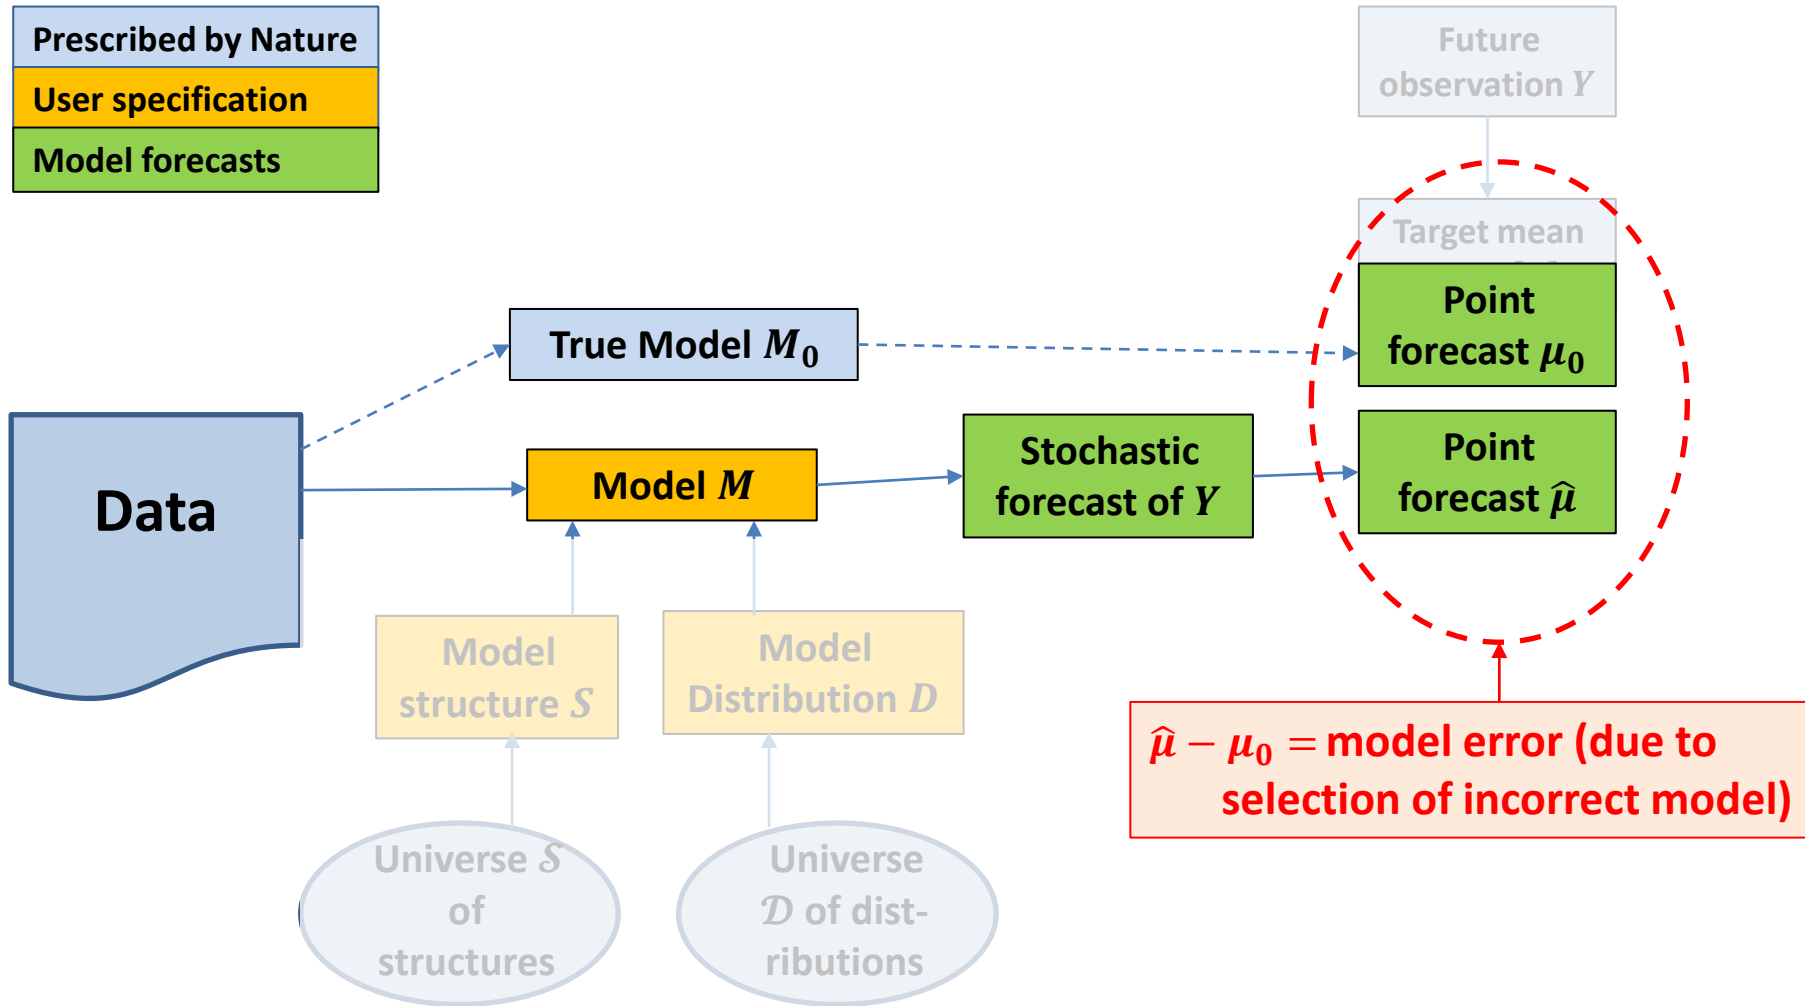 Prescribed by Nature
User specification
Model forecasts
Future
observation Y
Target mean
Point
forecast μ₀
True Model M₀
Data
Model M
Stochastic
forecast of Y
Point
forecast μ̂
Model
structure S
Model
Distribution D
μ̂ − μ₀ = model error (due to
selection of incorrect model)
Universe 𝒮
of
structures
Universe
𝒟 of dist-
ributions